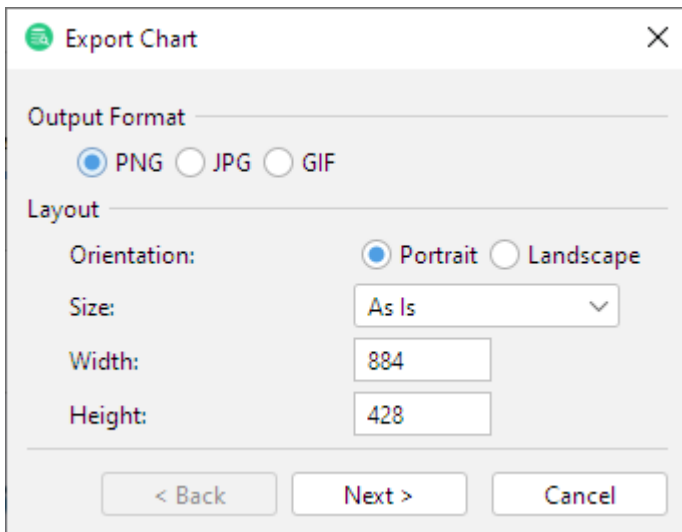 Export Chart
Output Format
PNG JPG GIF
Layout
Orientation: Portrait Landscape
Size: As Is
Width: 884
Height: 428
< Back Next > Cancel